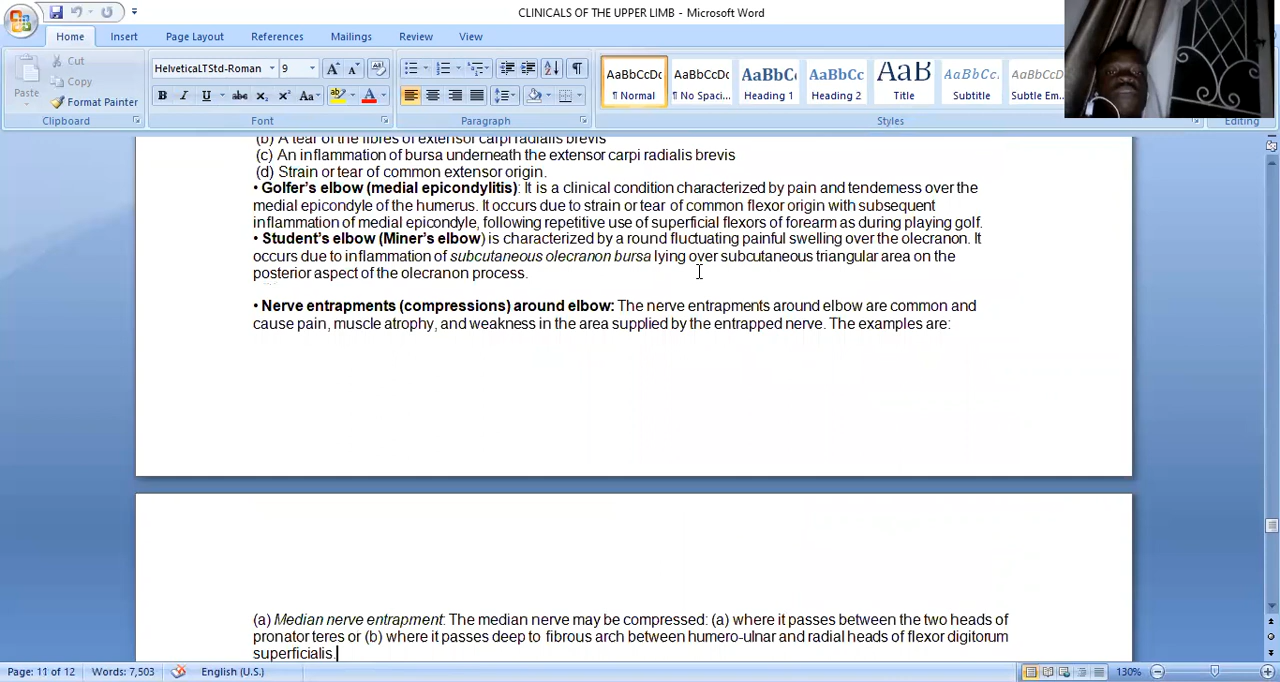 CLINICALS OF THE UPPER LIMB - Microsoft Word
Home Insert Page Layout References Mailings Review View
Paste
Cut
Copy
Format Painter
Clipboard
HelveticaLTStd-Roman 9
B I U abc X₂ X² Aa
Font
Paragraph
AaBbCcDc AaBbCcDc AaBbCc AaBbCc AaB AaBbCc. AaBbCcD
¶ Normal ¶ No Spaci... Heading 1 Heading 2 Title Subtitle Subtle Em...
Styles
Editing
(b) A tear of the fibres of extensor carpi radialis brevis
(c) An inflammation of bursa underneath the extensor carpi radialis brevis
(d) Strain or tear of common extensor origin.
• Golfer’s elbow (medial epicondylitis): It is a clinical condition characterized by pain and tenderness over the
medial epicondyle of the humerus. It occurs due to strain or tear of common flexor origin with subsequent
inflammation of medial epicondyle, following repetitive use of superficial flexors of forearm as during playing golf.
• Student’s elbow (Miner’s elbow) is characterized by a round fluctuating painful swelling over the olecranon. It
occurs due to inflammation of subcutaneous olecranon bursa lying over subcutaneous triangular area on the
posterior aspect of the olecranon process.
• Nerve entrapments (compressions) around elbow: The nerve entrapments around elbow are common and
cause pain, muscle atrophy, and weakness in the area supplied by the entrapped nerve. The examples are:
(a) Median nerve entrapment: The median nerve may be compressed: (a) where it passes between the two heads of
pronator teres or (b) where it passes deep to fibrous arch between humero-ulnar and radial heads of flexor digitorum
superficialis.
Page: 11 of 12 Words: 7,503 English (U.S.) 130%